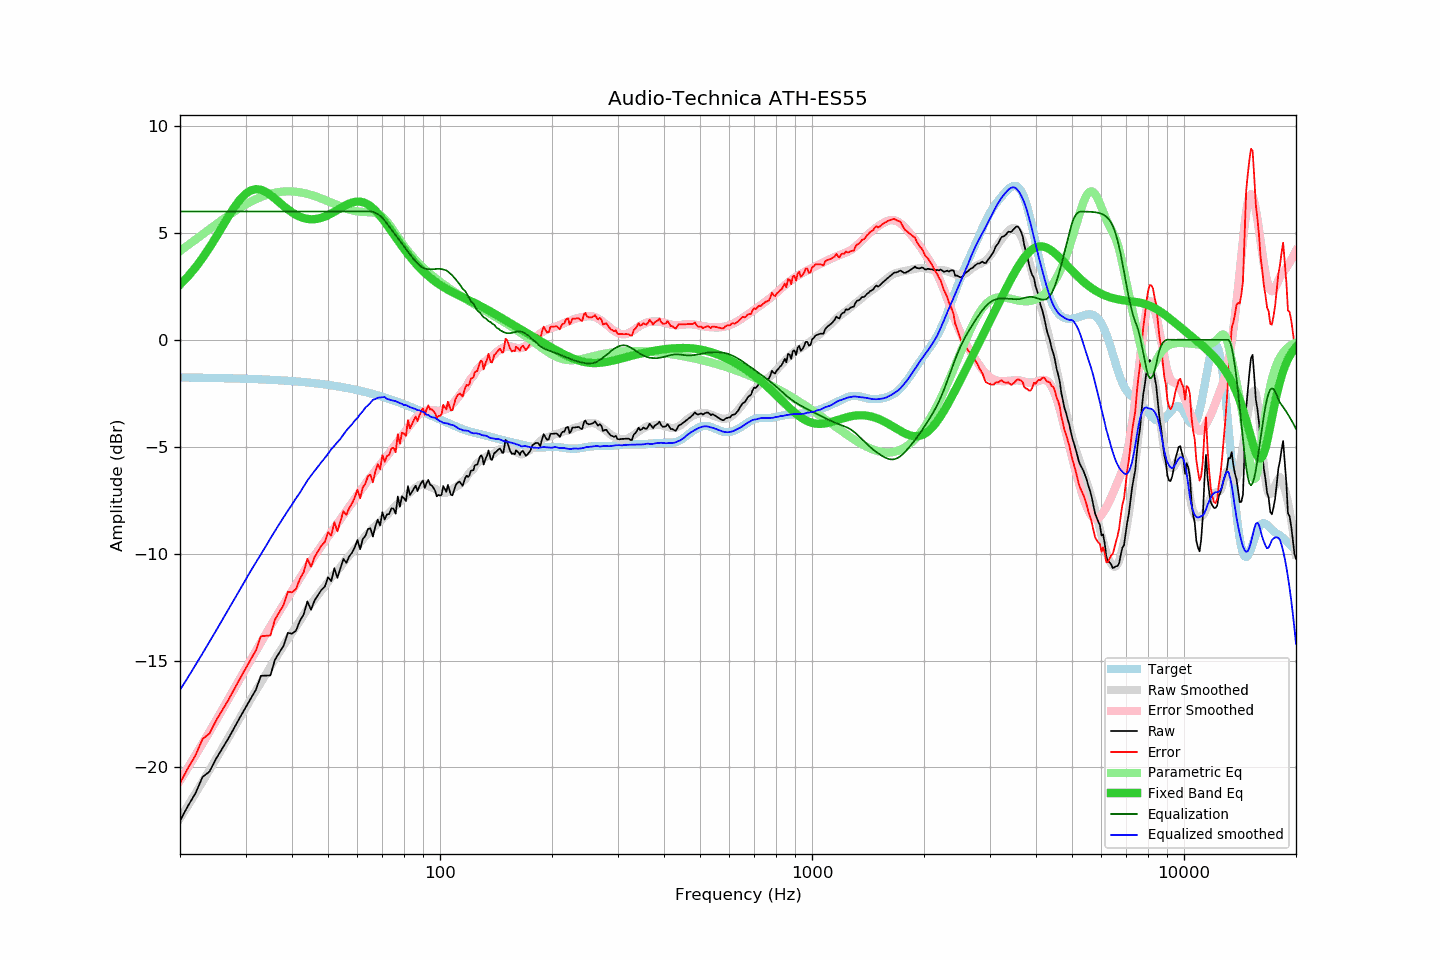 Audio-Technica ATH-ES55
10
5
0
−5
−10
−15
−20
Amplitude (dBr)
100
1000
10000
Frequency (Hz)
Target
Raw Smoothed
Error Smoothed
Raw
Error
Parametric Eq
Fixed Band Eq
Equalization
Equalized smoothed